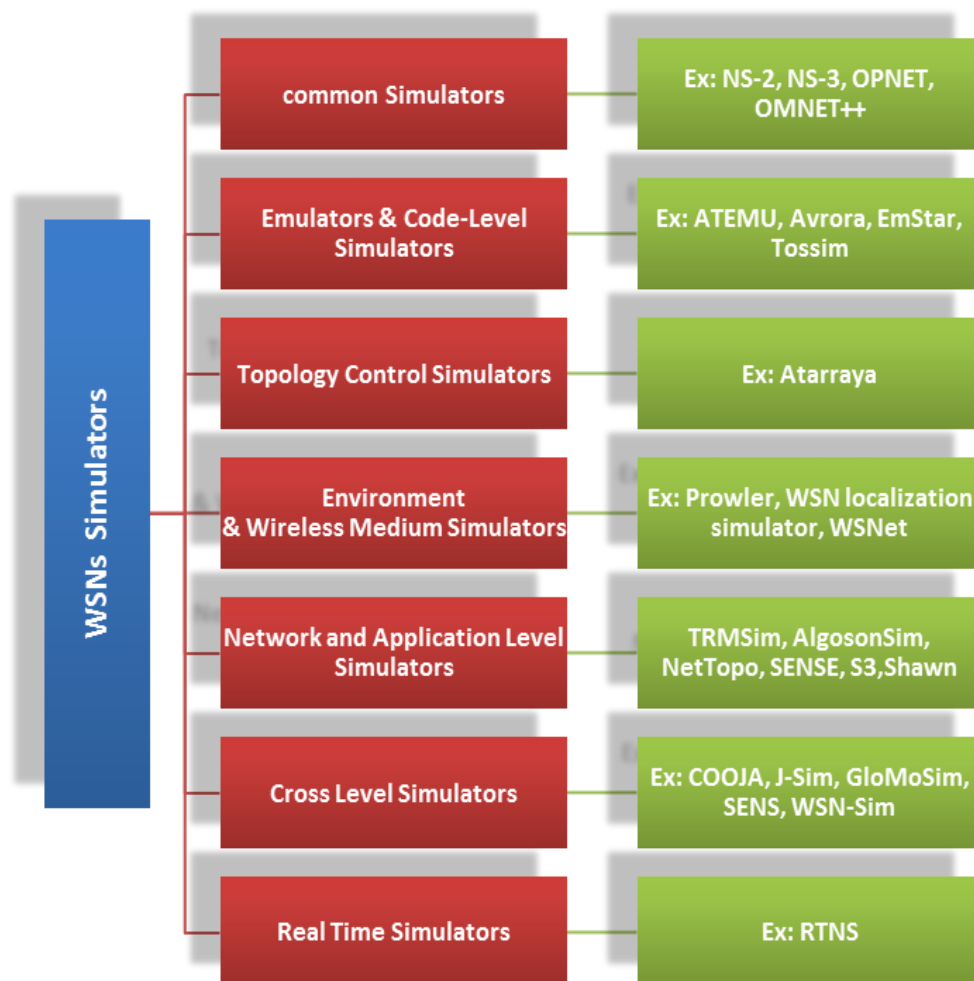 WSNs Simulators
common Simulators
Ex: NS-2, NS-3, OPNET,
OMNET++
Emulators & Code-Level
Simulators
Ex: ATEMU, Avrora, EmStar,
Tossim
Topology Control Simulators
Ex: Atarraya
Environment
& Wireless Medium Simulators
Ex: Prowler, WSN localization
simulator, WSNet
Network and Application Level
Simulators
TRMSim, AlgosonSim,
NetTopo, SENSE, S3,Shawn
Cross Level Simulators
Ex: COOJA, J-Sim, GloMoSim,
SENS, WSN-Sim
Real Time Simulators
Ex: RTNS